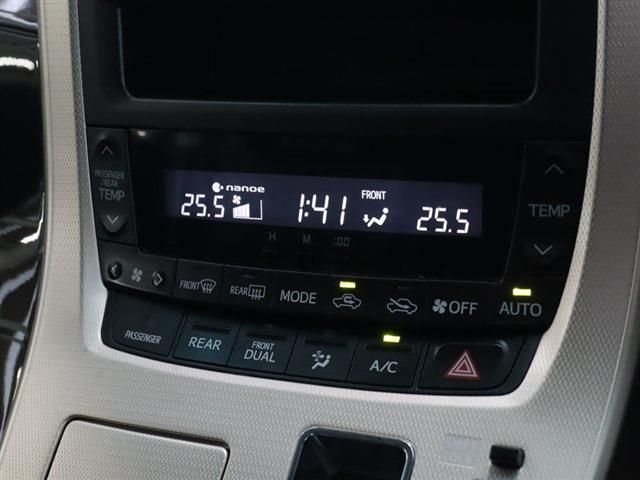 PASSENGER
/REAR
TEMP
nanoe
25.5
1:41
FRONT
25.5
TEMP
H M :00
FRONT REAR MODE OFF AUTO
PASSENGER REAR FRONT
DUAL A/C